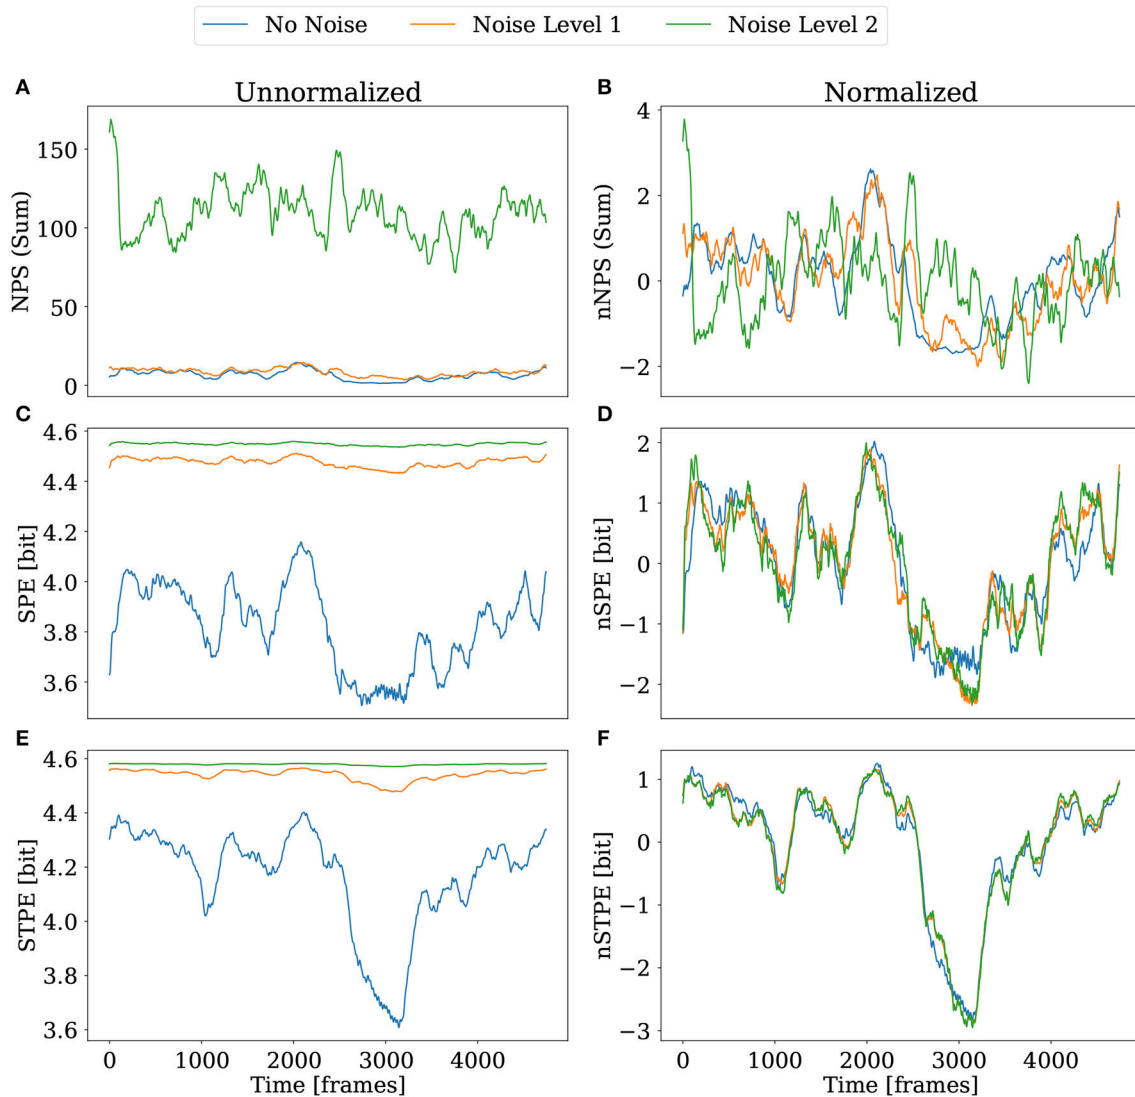 No Noise Noise Level 1 Noise Level 2
A Unnormalized
NPS (Sum)
150
100
50
0
B Normalized
nNPS (Sum)
4
2
0
−2
C
SPE [bit]
4.6
4.4
4.2
4.0
3.8
3.6
D
nSPE [bit]
2
1
0
−1
−2
E
STPE [bit]
4.6
4.4
4.2
4.0
3.8
3.6
0 1000 2000 3000 4000
Time [frames]
F
nSTPE [bit]
1
0
−1
−2
−3
0 1000 2000 3000 4000
Time [frames]